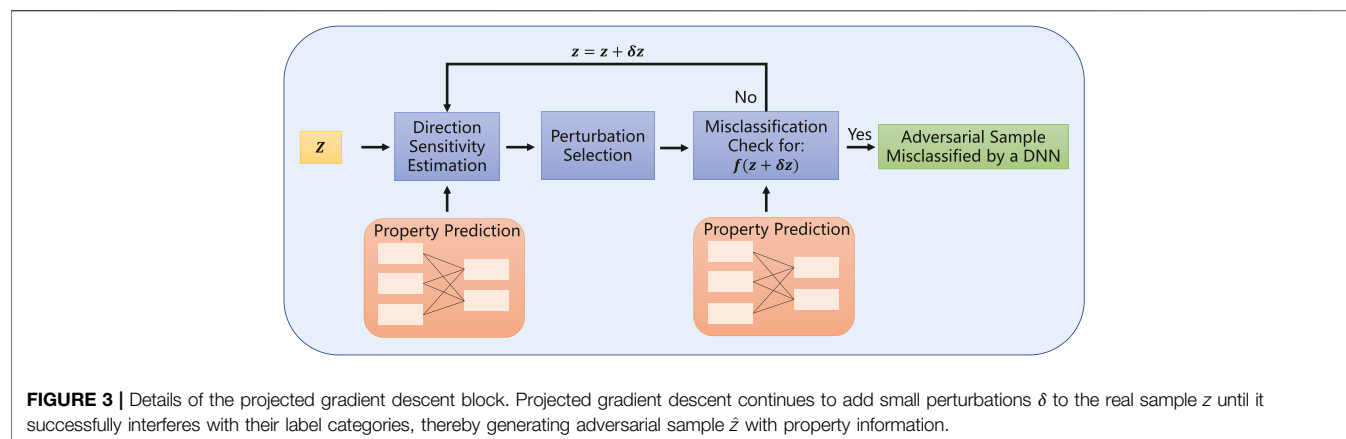 z = z + δz
No
Z
Direction
Sensitivity
Estimation
Perturbation
Selection
Misclassification
Check for:
f(z + δz)
Yes
Adversarial Sample
Misclassified by a DNN
Property Prediction
Property Prediction
FIGURE 3 | Details of the projected gradient descent block. Projected gradient descent continues to add small perturbations δ to the real sample z until it
successfully interferes with their label categories, thereby generating adversarial sample ẑ with property information.